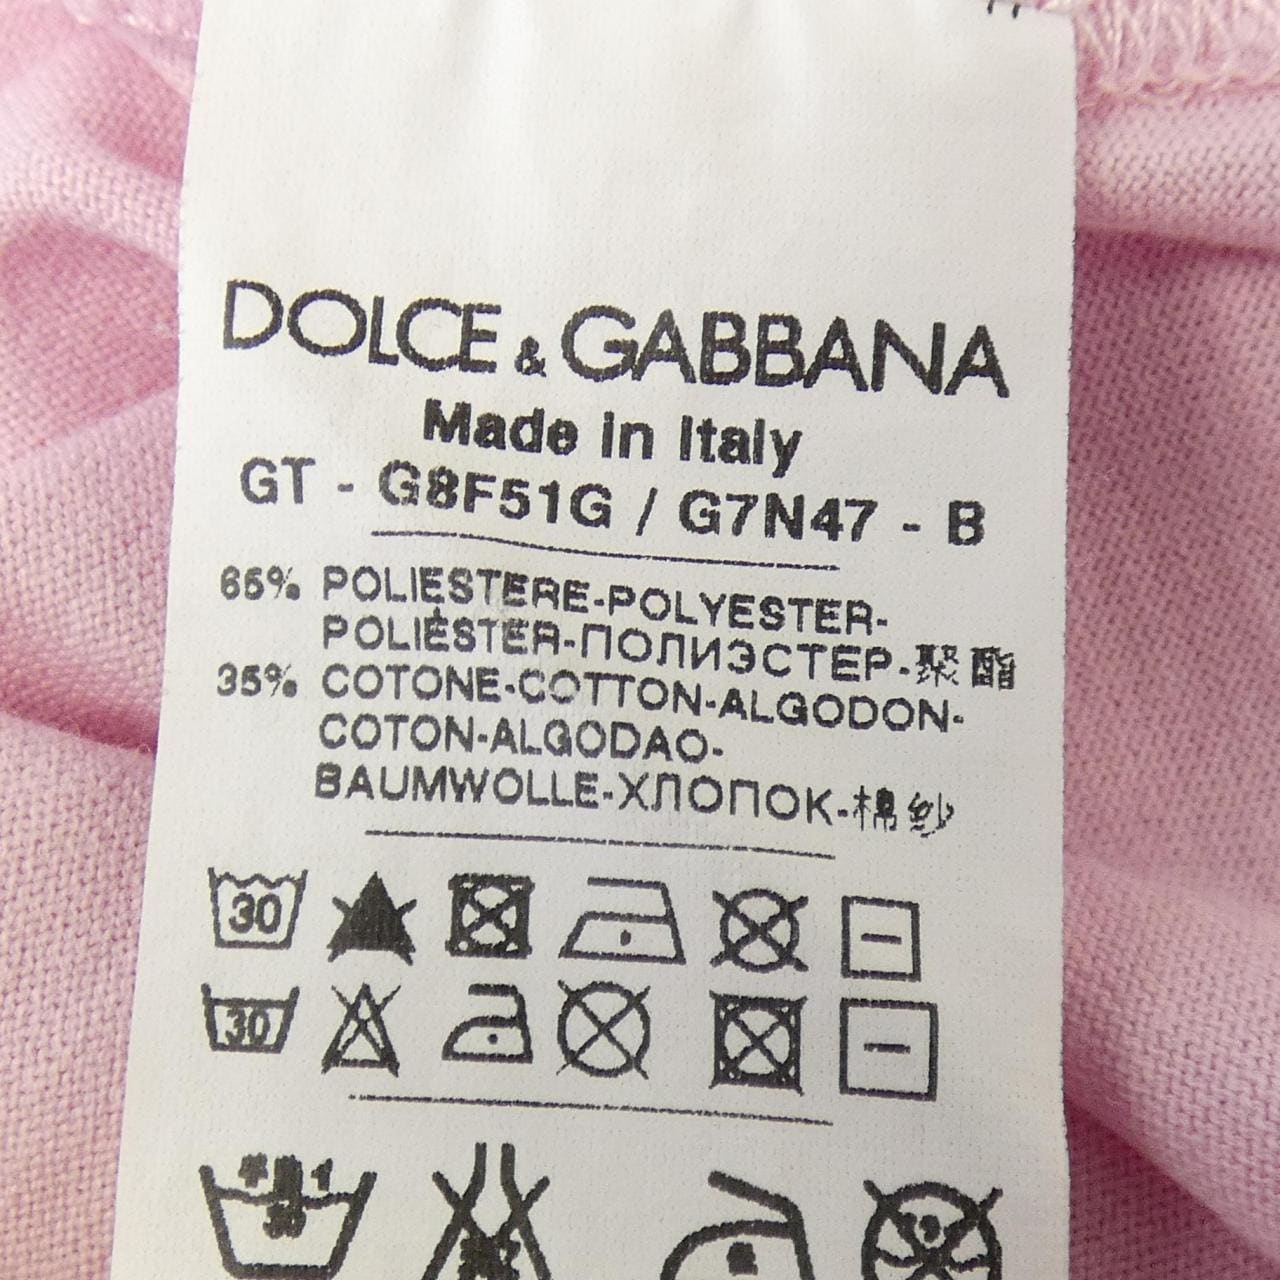 DOLCE & GABBANA
Made in Italy
GT - G8F51G / G7N47 - B
65% POLIESTERE-POLYESTER-
POLIÉSTER-ПОЛИЭСТЕР-聚酯
35% COTONE-COTTON-ALGODON-
COTON-ALGODAO-
BAUMWOLLE-ХЛОПОК-棉纱
30
30
30